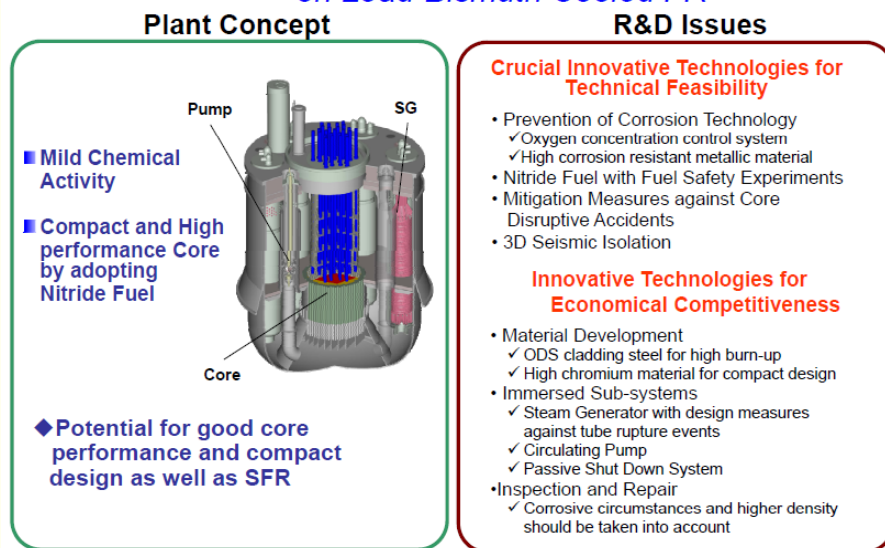 on Lead-Bismuth Cooled FR
Plant Concept
Pump
SG
Mild Chemical
Activity
Compact and High
performance Core
by adopting
Nitride Fuel
Core
◆Potential for good core
performance and compact
design as well as SFR
R&D Issues
Crucial Innovative Technologies for
Technical Feasibility
• Prevention of Corrosion Technology
✓Oxygen concentration control system
✓High corrosion resistant metallic material
• Nitride Fuel with Fuel Safety Experiments
• Mitigation Measures against Core
Disruptive Accidents
• 3D Seismic Isolation
Innovative Technologies for
Economical Competitiveness
• Material Development
✓ ODS cladding steel for high burn-up
✓ High chromium material for compact design
• Immersed Sub-systems
✓ Steam Generator with design measures
against tube rupture events
✓ Circulating Pump
✓ Passive Shut Down System
•Inspection and Repair
✓ Corrosive circumstances and higher density
should be taken into account